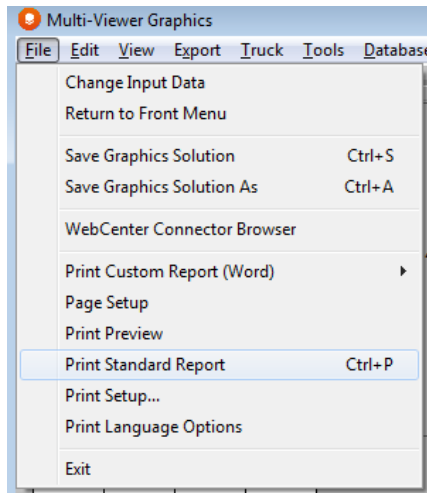 Multi-Viewer Graphics
File Edit View Export Truck Tools Database
Change Input Data
Return to Front Menu
Save Graphics Solution Ctrl+S
Save Graphics Solution As Ctrl+A
WebCenter Connector Browser
Print Custom Report (Word)
Page Setup
Print Preview
Print Standard Report Ctrl+P
Print Setup...
Print Language Options
Exit